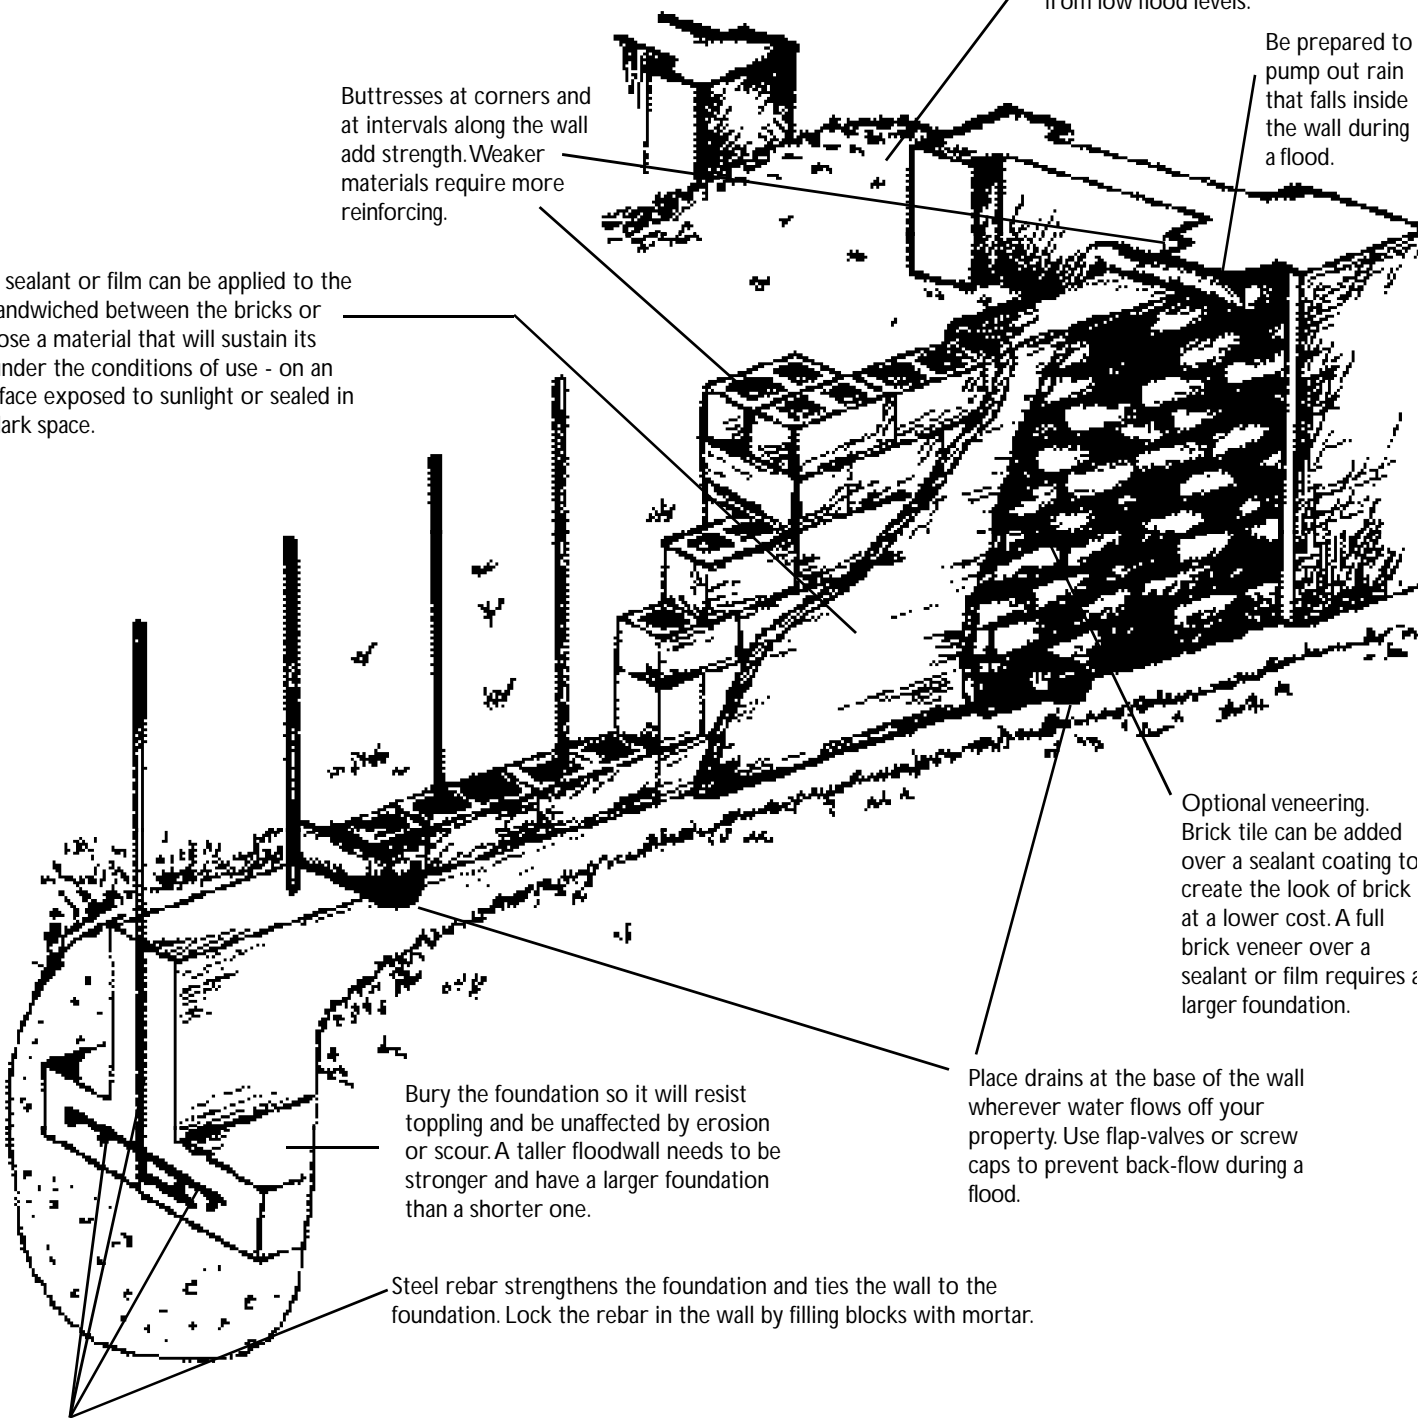 from low flood levels.
Be prepared to
pump out rain
that falls inside
the wall during
a flood.
Buttresses at corners and
at intervals along the wall
add strength. Weaker
materials require more
reinforcing.
sealant or film can be applied to the
andwiched between the bricks or
ose a material that will sustain its
under the conditions of use - on an
face exposed to sunlight or sealed in
dark space.
Optional veneering.
Brick tile can be added
over a sealant coating to
create the look of brick
at a lower cost. A full
brick veneer over a
sealant or film requires a
larger foundation.
Place drains at the base of the wall
wherever water flows off your
property. Use flap-valves or screw
caps to prevent back-flow during a
flood.
Bury the foundation so it will resist
toppling and be unaffected by erosion
or scour. A taller floodwall needs to be
stronger and have a larger foundation
than a shorter one.
Steel rebar strengthens the foundation and ties the wall to the
foundation. Lock the rebar in the wall by filling blocks with mortar.